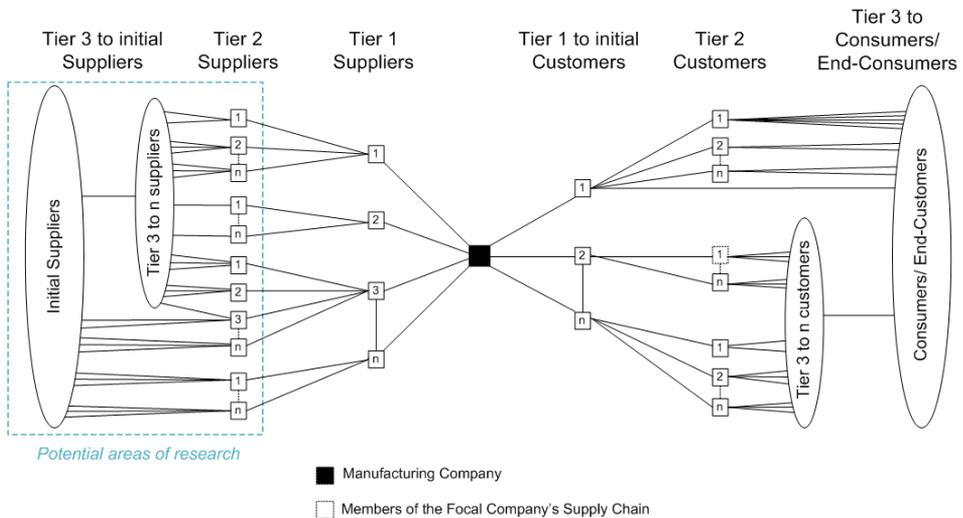 Tier 3 to initial
Suppliers
Tier 2
Suppliers
Tier 1
Suppliers
Tier 1 to initial
Customers
Tier 2
Customers
Tier 3 to
Consumers/
End-Consumers
Initial Suppliers
Tier 3 to n suppliers
1
2
n
1
n
1
2
3
n
1
n
1
2
3
n
1
2
n
1
2
n
1
n
1
2
n
Tier 3 to n customers
Consumers/ End-Customers
Potential areas of research
Manufacturing Company
Members of the Focal Company's Supply Chain